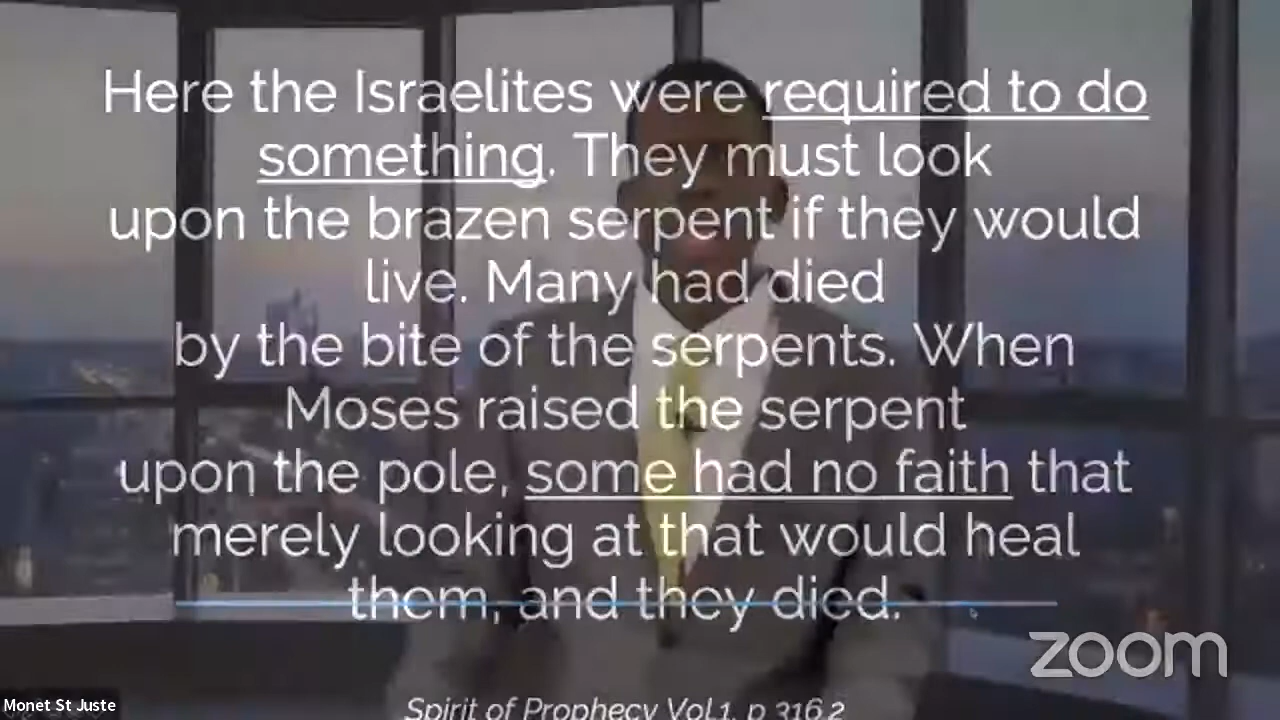 Here the Israelites were required to do
something. They must look
upon the brazen serpent if they would
live. Many had died
by the bite of the serpents. When
Moses raised the serpent
upon the pole, some had no faith that
merely looking at that would heal
them, and they died.
zoom
Monet St Juste
Spirit of Prophecy Vol.1, p 316.2